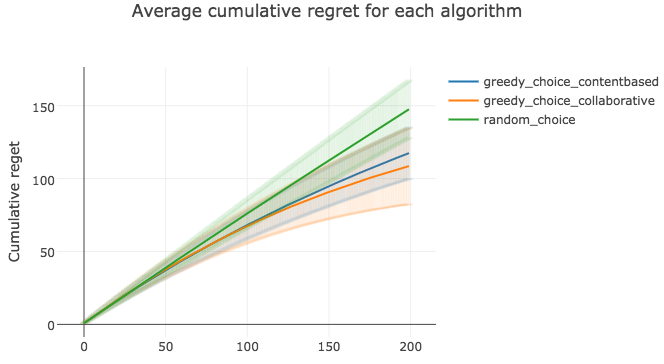 Average cumulative regret for each algorithm
greedy_choice_contentbased
greedy_choice_collaborative
random_choice
Cumulative reget
150
100
50
0
0 50 100 150 200